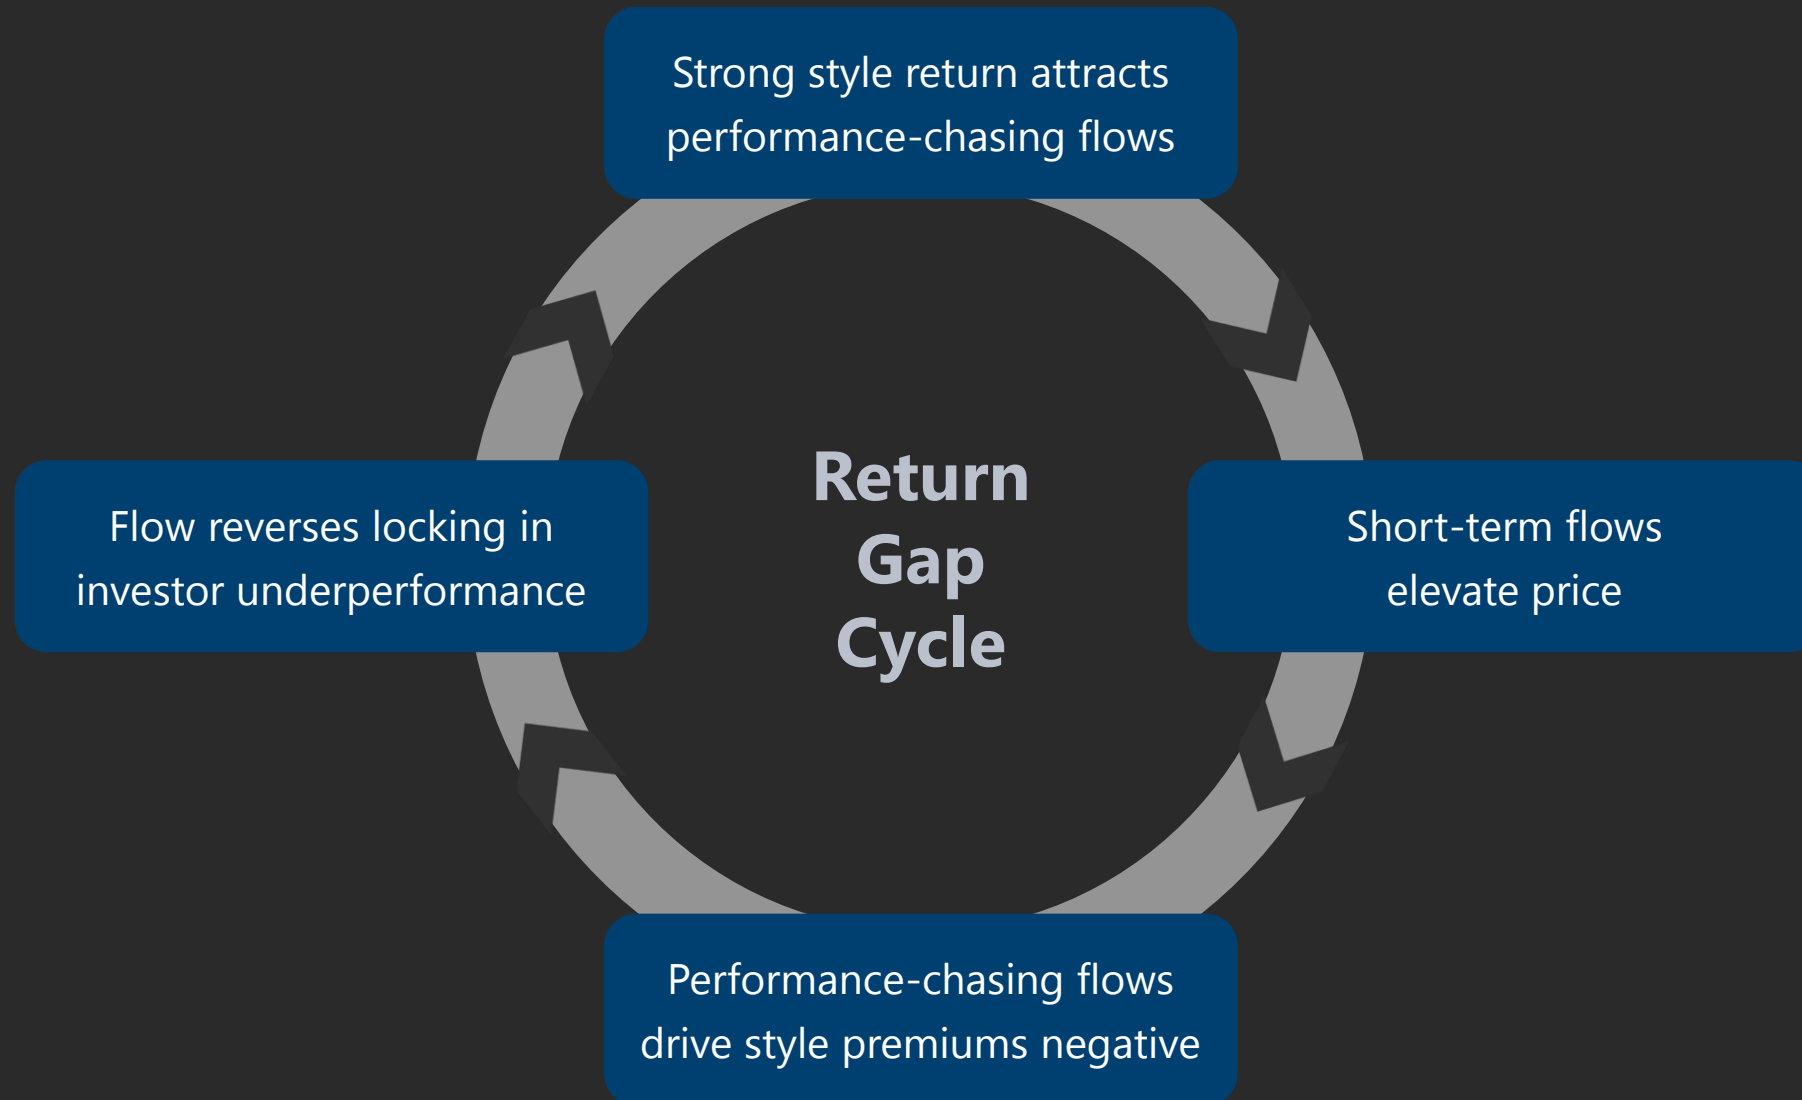 Strong style return attracts
performance-chasing flows
Return
Gap
Cycle
Flow reverses locking in
investor underperformance
Short-term flows
elevate price
Performance-chasing flows
drive style premiums negative